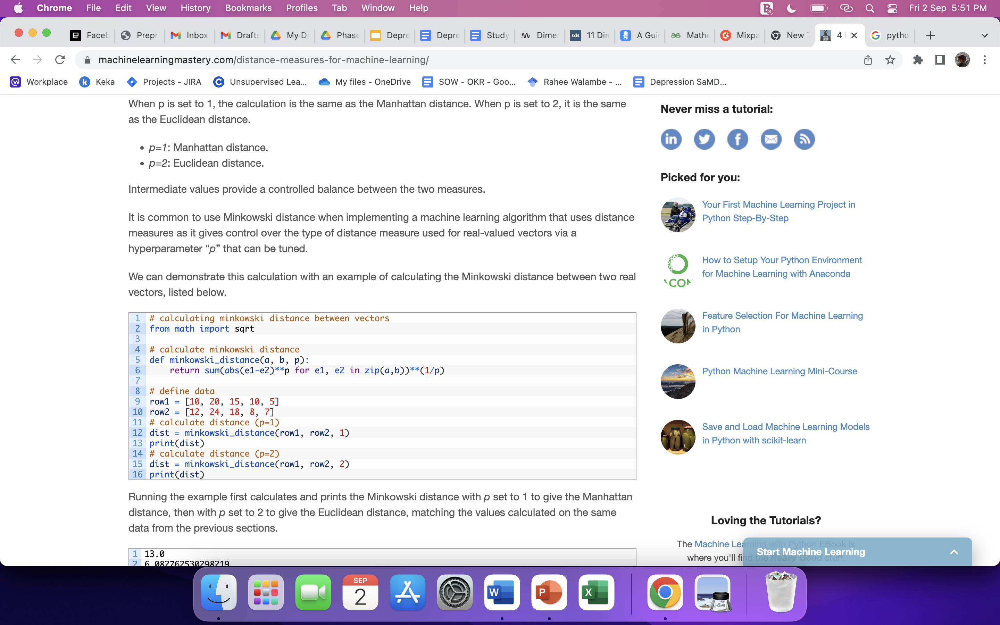 Chrome File Edit View History Bookmarks Profiles Tab Window Help Fri 2 Sep 5:51 PM
Faceb Prepri Inbox Drafts My Dr Phase Depre Depre Study Dimer tds 11 Dim A Gui Mathe Mixpa New T 4 pytho
machinelearningmastery.com/distance-measures-for-machine-learning/
Workplace Keka Projects - JIRA Unsupervised Lea... My files - OneDrive SOW - OKR - Goo... Rahee Walambe - ... Depression SaMD...
When p is set to 1, the calculation is the same as the Manhattan distance. When p is set to 2, it is the same
as the Euclidean distance.
• p=1: Manhattan distance.
• p=2: Euclidean distance.
Intermediate values provide a controlled balance between the two measures.
It is common to use Minkowski distance when implementing a machine learning algorithm that uses distance
measures as it gives control over the type of distance measure used for real-valued vectors via a
hyperparameter “p” that can be tuned.
We can demonstrate this calculation with an example of calculating the Minkowski distance between two real
vectors, listed below.
1 # calculating minkowski distance between vectors
2 from math import sqrt
3
4 # calculate minkowski distance
5 def minkowski_distance(a, b, p):
6     return sum(abs(e1-e2)**p for e1, e2 in zip(a,b))**(1/p)
7
8 # define data
9 row1 = [10, 20, 15, 10, 5]
10 row2 = [12, 24, 18, 8, 7]
11 # calculate distance (p=1)
12 dist = minkowski_distance(row1, row2, 1)
13 print(dist)
14 # calculate distance (p=2)
15 dist = minkowski_distance(row1, row2, 2)
16 print(dist)
Running the example first calculates and prints the Minkowski distance with p set to 1 to give the Manhattan
distance, then with p set to 2 to give the Euclidean distance, matching the values calculated on the same
data from the previous sections.
1 13.0
2 6.082762530298219
Never miss a tutorial:
Picked for you:
Your First Machine Learning Project in
Python Step-By-Step
How to Setup Your Python Environment
for Machine Learning with Anaconda
Feature Selection For Machine Learning
in Python
Python Machine Learning Mini-Course
Save and Load Machine Learning Models
in Python with scikit-learn
Loving the Tutorials?
The Machine Learning with Python EBook is
where you'll find the Really Good stuff.
Start Machine Learning
SEP
2
W
P
X